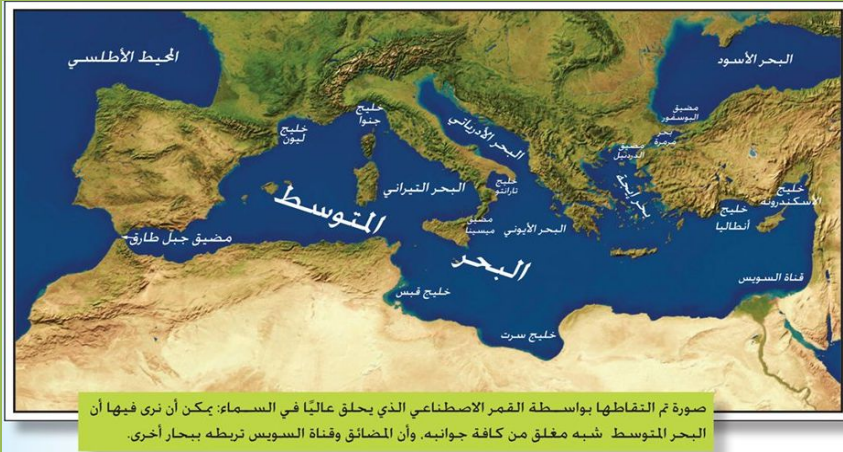 المحيط الأطلسي
البحر الأسود
مضيق
البوسفور
بحر
مرمرة
مضيق
الدردنيل
خليج
جنوا
خليج
ليون
البحر الأدرياتي
البحر التيراني
خليج
تارانتو
بحر ايجة
خليج
الاسكندرونة
خليج
أنطاليا
مضيق
ميسينا
البحر الأيوني
المتوسط
البحر
مضيق جبل طارق
خليج قبس
خليج سرت
قناة السويس
صورة تم التقاطها بواسطة القمر الاصطناعي الذي يحلق عاليًا في السماء: يمكن أن نرى فيها أن
البحر المتوسط شبه مغلق من كافة جوانبه، وأن المضائق وقناة السويس تربطه ببحار أخرى.